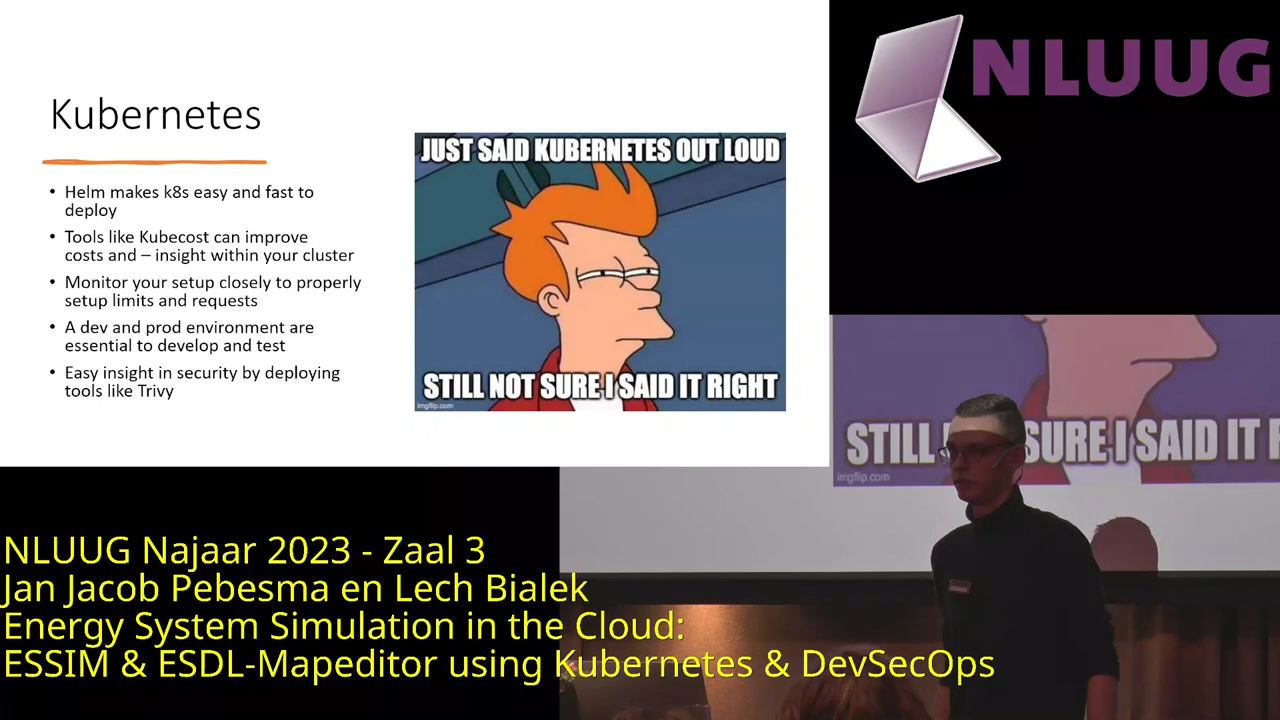 Kubernetes
• Helm makes k8s easy and fast to
deploy
• Tools like Kubecost can improve
costs and – insight within your cluster
• Monitor your setup closely to properly
setup limits and requests
• A dev and prod environment are
essential to develop and test
• Easy insight in security by deploying
tools like Trivy
JUST SAID KUBERNETES OUT LOUD
STILL NOT SURE I SAID IT RIGHT
imgflip.com
NLUUG
STILL SURE I SAID IT
imgflip.com
NLUUG Najaar 2023 - Zaal 3
Jan Jacob Pebesma en Lech Bialek
Energy System Simulation in the Cloud:
ESSIM & ESDL-Mapeditor using Kubernetes & DevSecOps